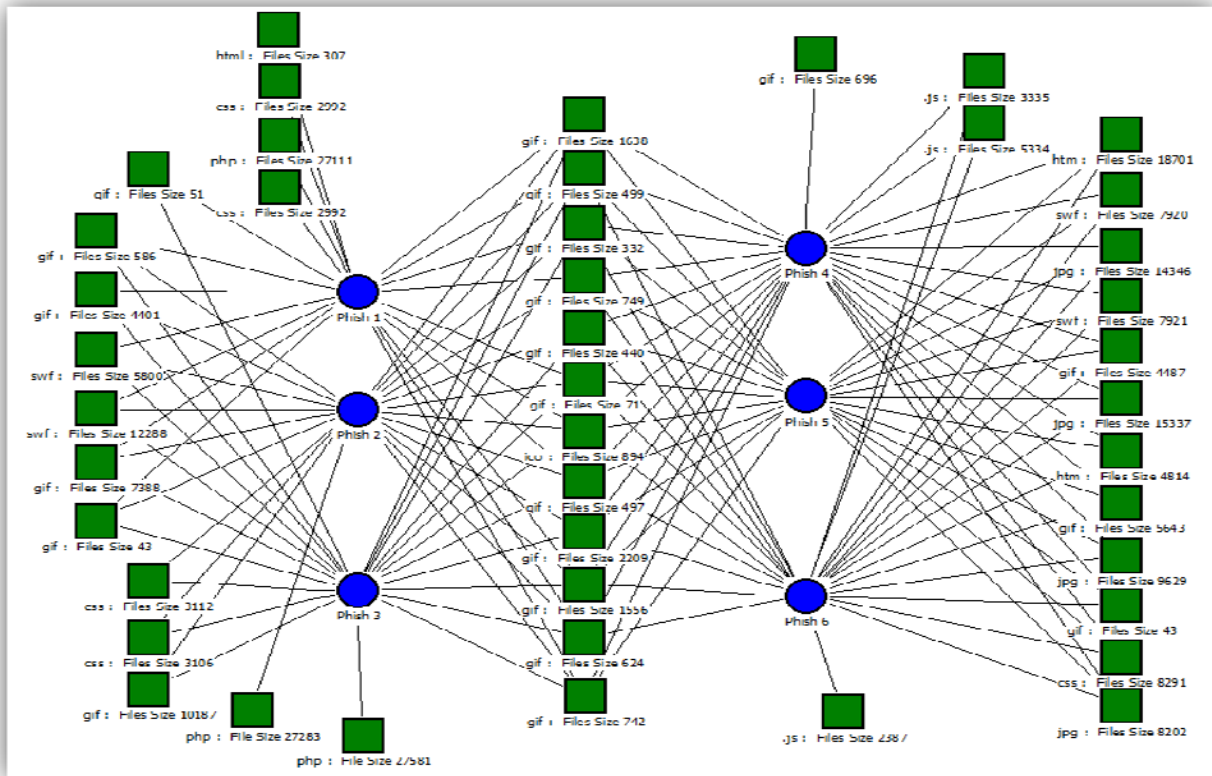 html : Files Size 307
css : Files Size 2992
php : Files Size 27111
css : Files Size 2992
gif : Files Size 51
gif : Files Size 586
gif : Files Size 4401
swf : Files Size 5800
swf : Files Size 12288
gif : Files Size 7388
gif : Files Size 43
css : Files Size 3112
css : Files Size 3106
gif : Files Size 10187
php : File Size 27283
php : File Size 27581
Phish 1
Phish 2
Phish 3
gif : Files Size 1638
gif : Files Size 499
gif : Files Size 332
gif : Files Size 749
gif : Files Size 440
gif : Files Size 71
ico : Files Size 894
gif : Files Size 497
gif : Files Size 2209
gif : Files Size 1556
gif : Files Size 624
gif : Files Size 742
gif : Files Size 696
Phish 4
Phish 5
Phish 6
.js : Files Size 3335
.js : Files Size 5334
.js : Files Size 2387
htm : Files Size 18701
swf : Files Size 7920
jpg : Files Size 14346
swf : Files Size 7921
gif : Files Size 4487
jpg : Files Size 15337
htm : Files Size 4814
gif : Files Size 5643
jpg : Files Size 9629
gif : Files Size 43
css : Files Size 8291
jpg : Files Size 8202